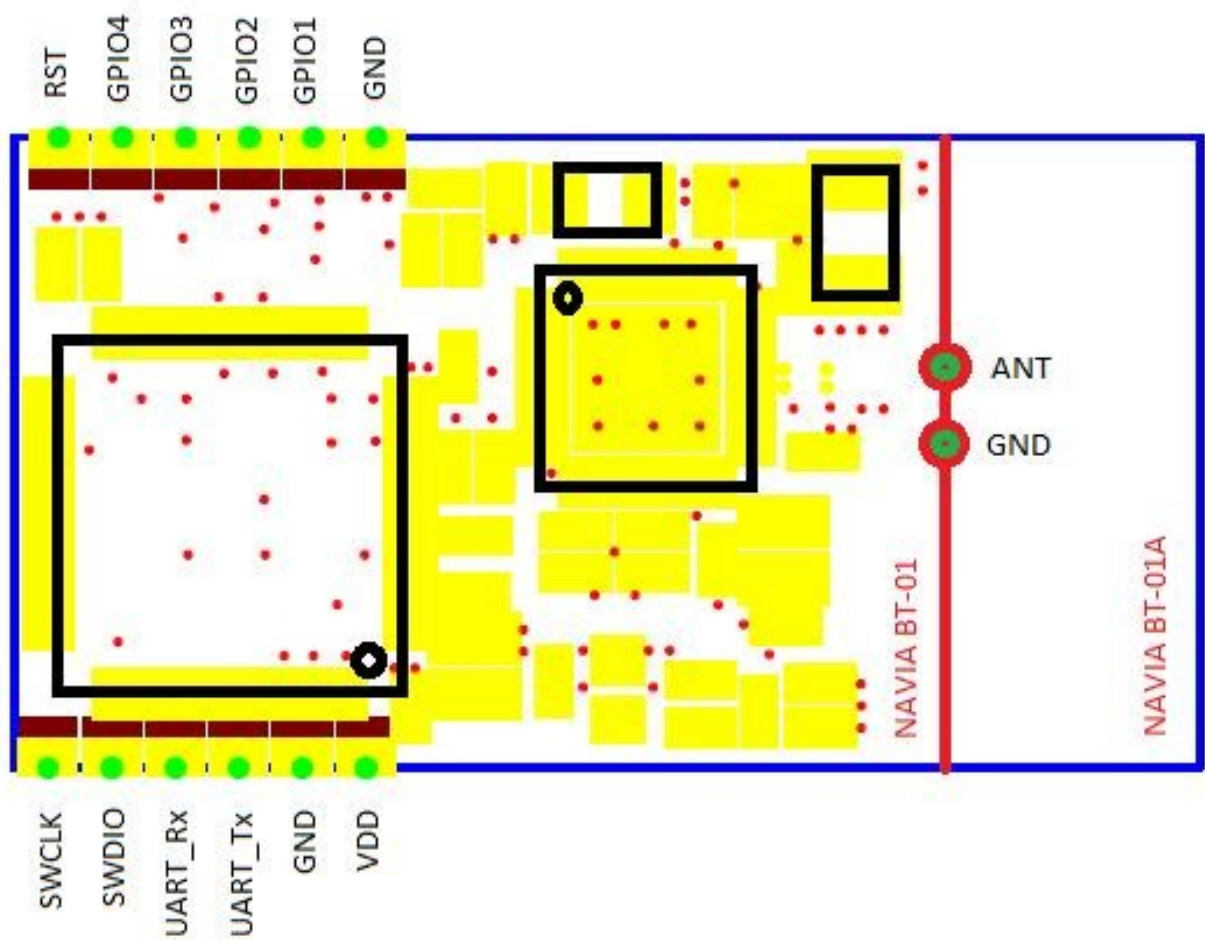 RST
GPIO4
GPIO3
GPIO2
GPIO1
GND
ANT
GND
NAVIA BT-01
NAVIA BT-01A
SWCLK
SWDIO
UART_Rx
UART_Tx
GND
VDD